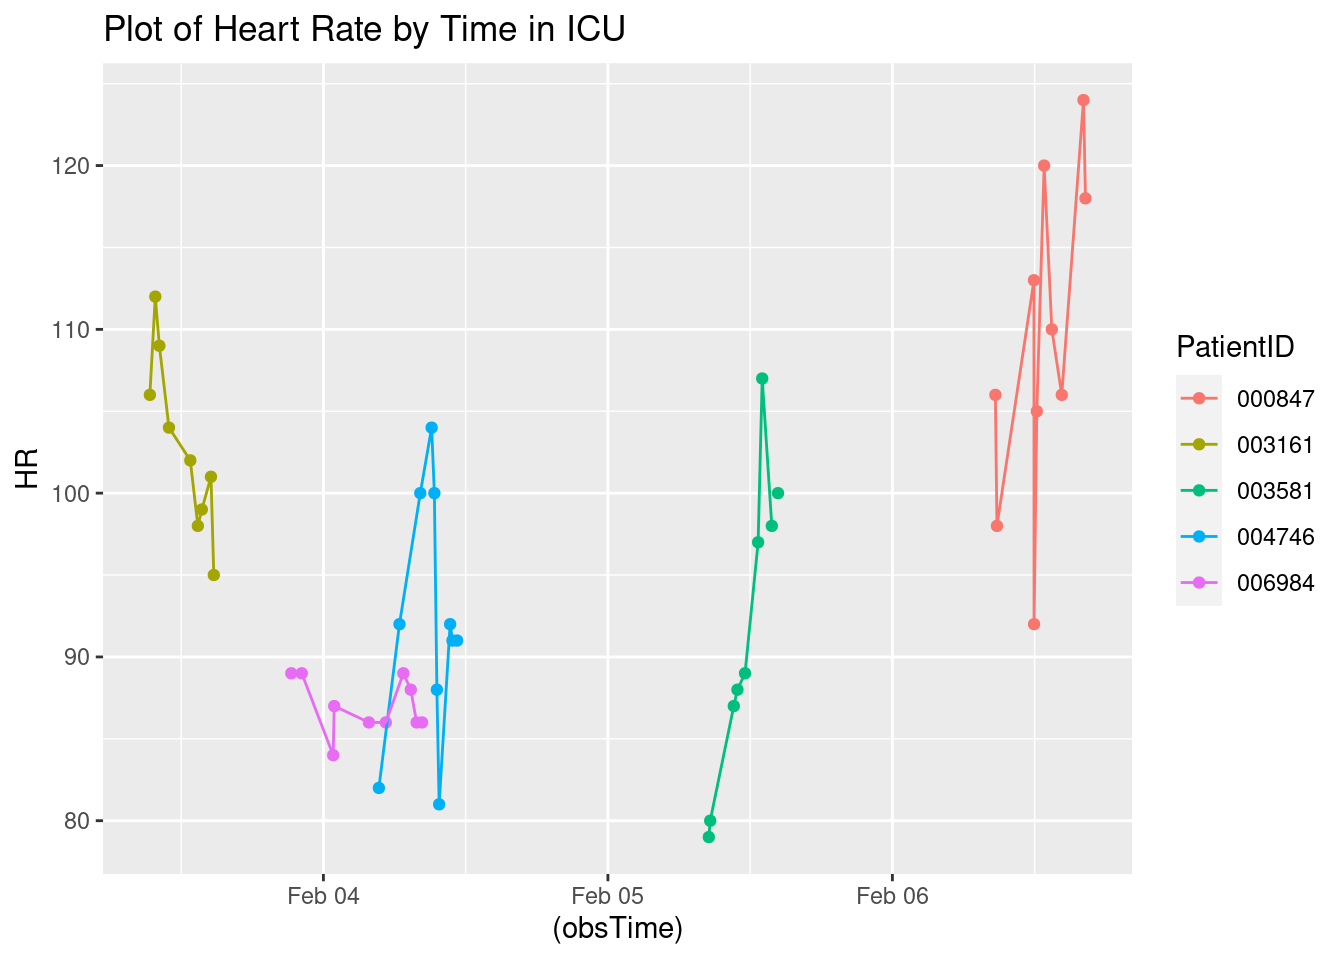 Plot of Heart Rate by Time in ICU
HR
120
110
100
90
80
Feb 04
Feb 05
Feb 06
(obsTime)
PatientID
000847
003161
003581
004746
006984